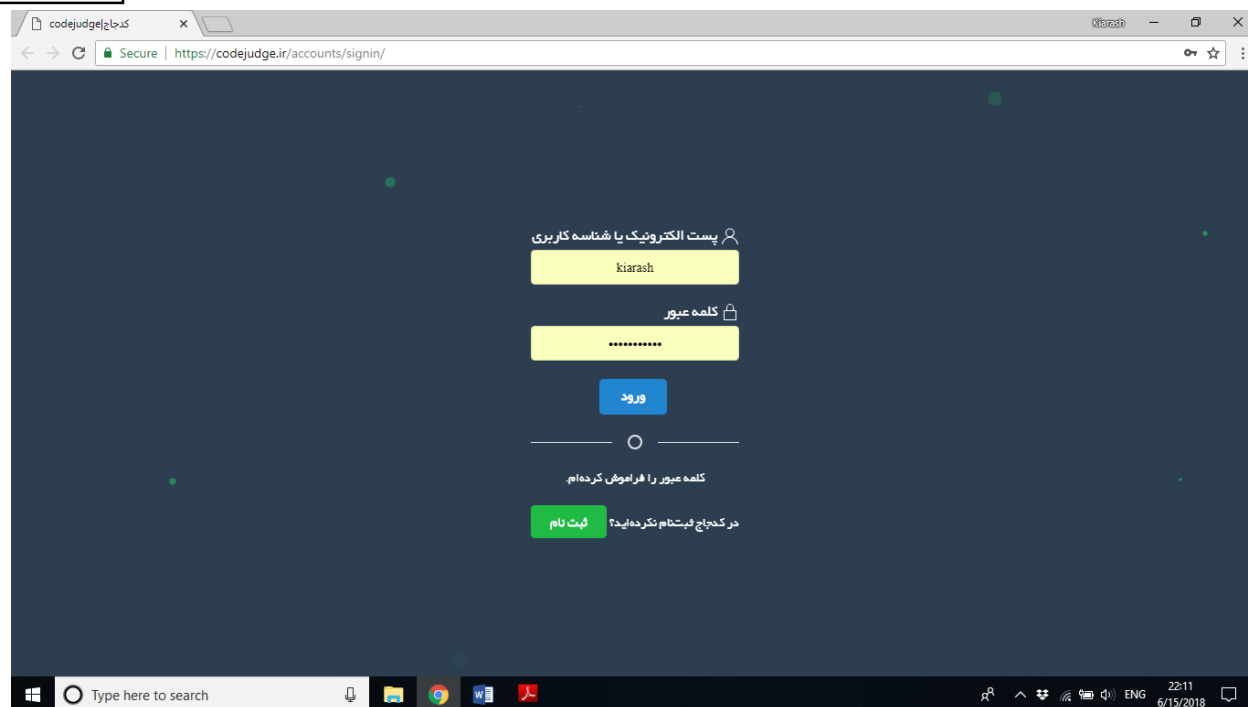 codejudge|کدجاج
Kiarash
Secure | https://codejudge.ir/accounts/signin/
پست الکترونیک یا شناسه کاربری
kiarash
کلمه عبور
•••••••••••
ورود
کلمه عبور را فراموش کرده‌ام.
در کدجاج ثبت‌نام نکرده‌اید؟ ثبت نام
Type here to search
ENG
22:11
6/15/2018